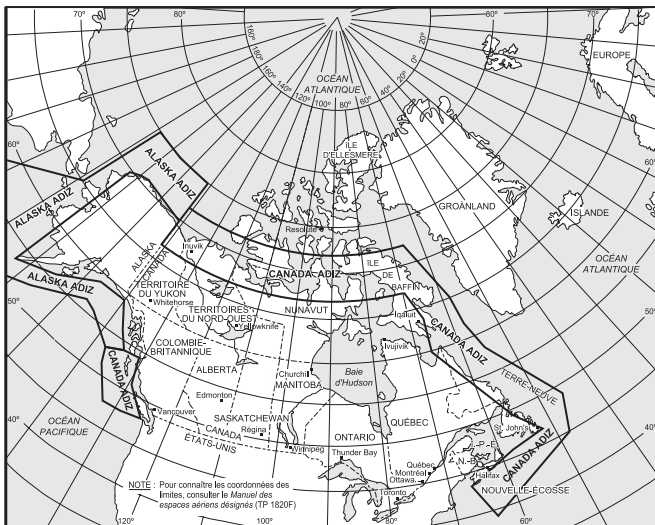 160°
160°
160°
140°
120°
100°
80°
60°
40°
20°
0°
20°
OCÉAN
ATLANTIQUE
80°
70°
60°
50°
40°
70°
60°
50°
40°
EUROPE
ÎLE
D'ELLESMERE
GROANLAND
ISLANDE
OCÉAN
ATLANTIQUE
ALASKA ADIZ
ALASKA ADIZ
ALASKA ADIZ
ALASKA ADIZ
Resolute
Inuvik
ALASKA
CANADA
CANADA ADIZ
ÎLE
DE
BAFFIN
TERRITOIRE
DU YUKON
Whitehorse
TERRITOIRES
DU NORD-OUEST
Yellowknife
NUNAVUT
Iqaluit
CANADA ADIZ
Ivujivik
TERRE-NEUVE
COLOMBIE-
BRITANNIQUE
ALBERTA
Churchill
MANITOBA
Baie
d'Hudson
CANADA ADIZ
Edmonton
SASKATCHEWAN
QUÉBEC
St. John's
OCÉAN
PACIFIQUE
Vancouver
CANADA
ÉTATS-UNIS
Régina
Winnipeg
ONTARIO
Thunder Bay
Québec
Montréal
Ottawa
Toronto
Î.-P.-É.
N.-B.
Halifax
CANADA-ADIZ
NOUVELLE-ÉCOSSE
NOTE : Pour connaître les coordonnées des
limites, consulter le Manuel des
espaces aériens désignés (TP 1820F)
120°
100°
80°
60°